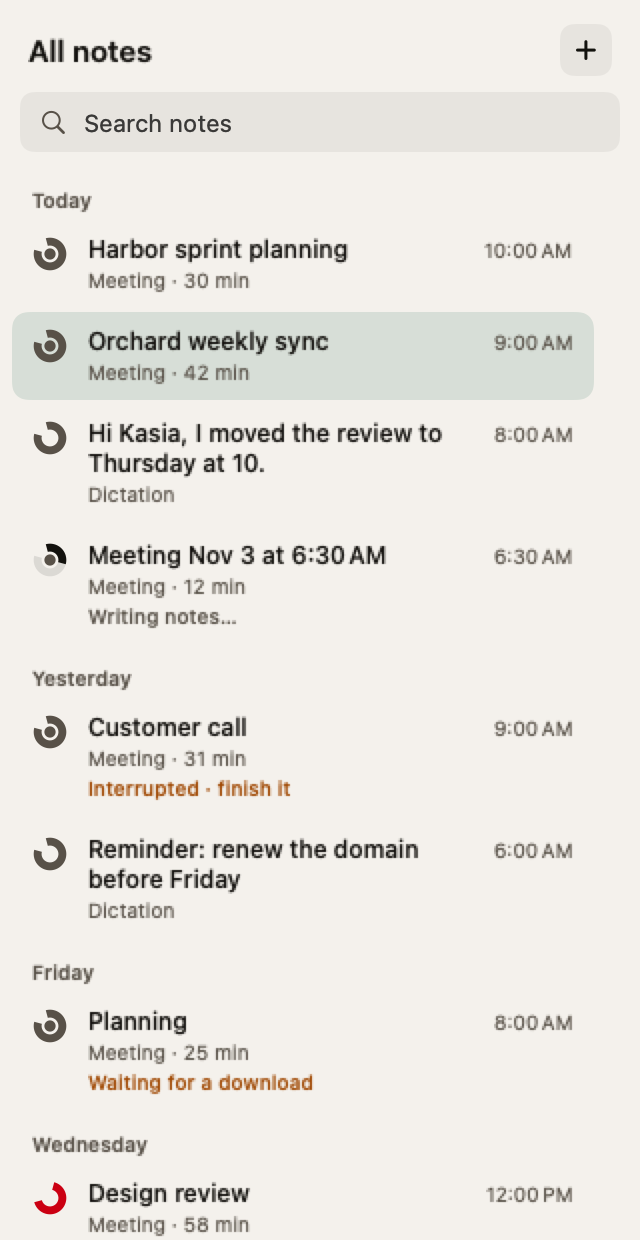 All notes
Search notes
Today
Harbor sprint planning 10:00 AM
Meeting · 30 min
Orchard weekly sync 9:00 AM
Meeting · 42 min
Hi Kasia, I moved the review to 8:00 AM
Thursday at 10.
Dictation
Meeting Nov 3 at 6:30 AM 6:30 AM
Meeting · 12 min
Writing notes...
Yesterday
Customer call 9:00 AM
Meeting · 31 min
Interrupted · finish it
Reminder: renew the domain 6:00 AM
before Friday
Dictation
Friday
Planning 8:00 AM
Meeting · 25 min
Waiting for a download
Wednesday
Design review 12:00 PM
Meeting · 58 min